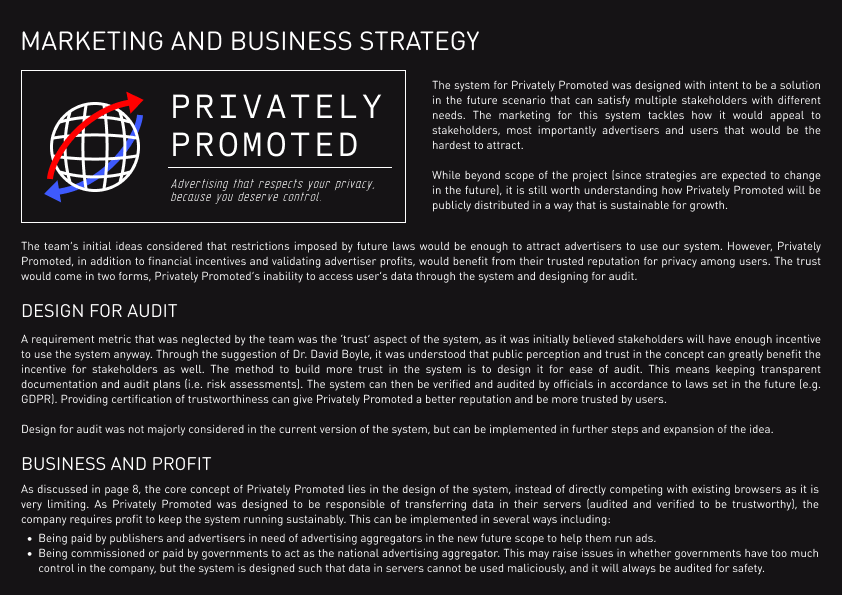 MARKETING AND BUSINESS STRATEGY
PRIVATELY
PROMOTED
Advertising that respects your privacy,
because you deserve control.
The system for Privately Promoted was designed with intent to be a solution
in the future scenario that can satisfy multiple stakeholders with different
needs. The marketing for this system tackles how it would appeal to
stakeholders, most importantly advertisers and users that would be the
hardest to attract.
While beyond scope of the project (since strategies are expected to change
in the future), it is still worth understanding how Privately Promoted will be
publicly distributed in a way that is sustainable for growth.
The team's initial ideas considered that restrictions imposed by future laws would be enough to attract advertisers to use our system. However, Privately
Promoted, in addition to financial incentives and validating advertiser profits, would benefit from their trusted reputation for privacy among users. The trust
would come in two forms, Privately Promoted's inability to access user's data through the system and designing for audit.
DESIGN FOR AUDIT
A requirement metric that was neglected by the team was the 'trust' aspect of the system, as it was initially believed stakeholders will have enough incentive
to use the system anyway. Through the suggestion of Dr. David Boyle, it was understood that public perception and trust in the concept can greatly benefit the
incentive for stakeholders as well. The method to build more trust in the system is to design it for ease of audit. This means keeping transparent
documentation and audit plans (i.e. risk assessments). The system can then be verified and audited by officials in accordance to laws set in the future (e.g.
GDPR). Providing certification of trustworthiness can give Privately Promoted a better reputation and be more trusted by users.
Design for audit was not majorly considered in the current version of the system, but can be implemented in further steps and expansion of the idea.
BUSINESS AND PROFIT
As discussed in page 8, the core concept of Privately Promoted lies in the design of the system, instead of directly competing with existing browsers as it is
very limiting. As Privately Promoted was designed to be responsible of transferring data in their servers (audited and verified to be trustworthy), the
company requires profit to keep the system running sustainably. This can be implemented in several ways including:
• Being paid by publishers and advertisers in need of advertising aggregators in the new future scope to help them run ads.
• Being commissioned or paid by governments to act as the national advertising aggregator. This may raise issues in whether governments have too much
control in the company, but the system is designed such that data in servers cannot be used maliciously, and it will always be audited for safety.